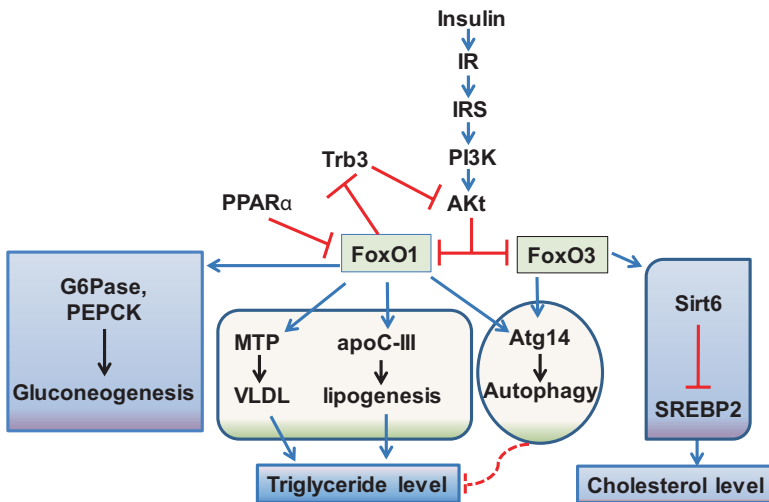 Insulin
IR
IRS
PI3K
Trb3
AKt
PPARα
FoxO1
FoxO3
G6Pase,
PEPCK
Gluconeogenesis
MTP
VLDL
apoC-III
lipogenesis
Atg14
Autophagy
Sirt6
SREBP2
Triglyceride level
Cholesterol level